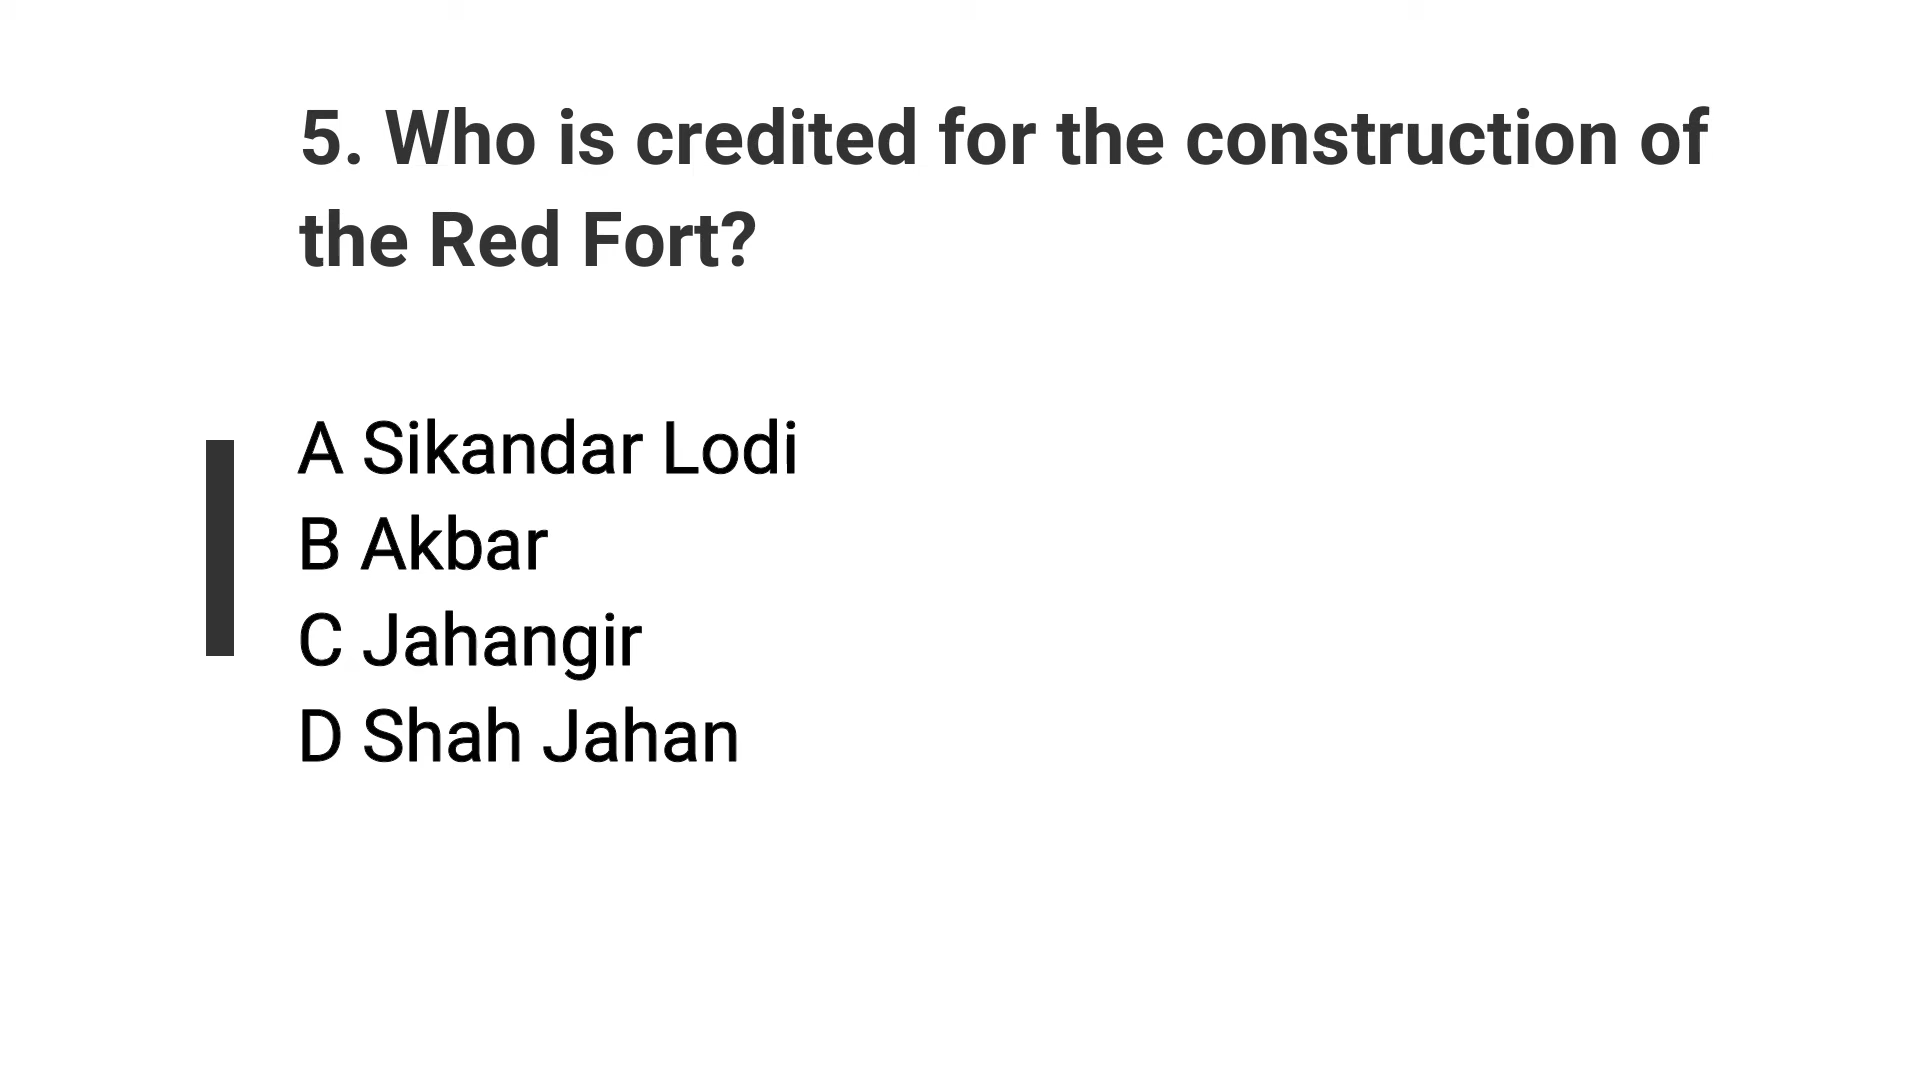 5. Who is credited for the construction of
the Red Fort?
A Sikandar Lodi
B Akbar
C Jahangir
D Shah Jahan